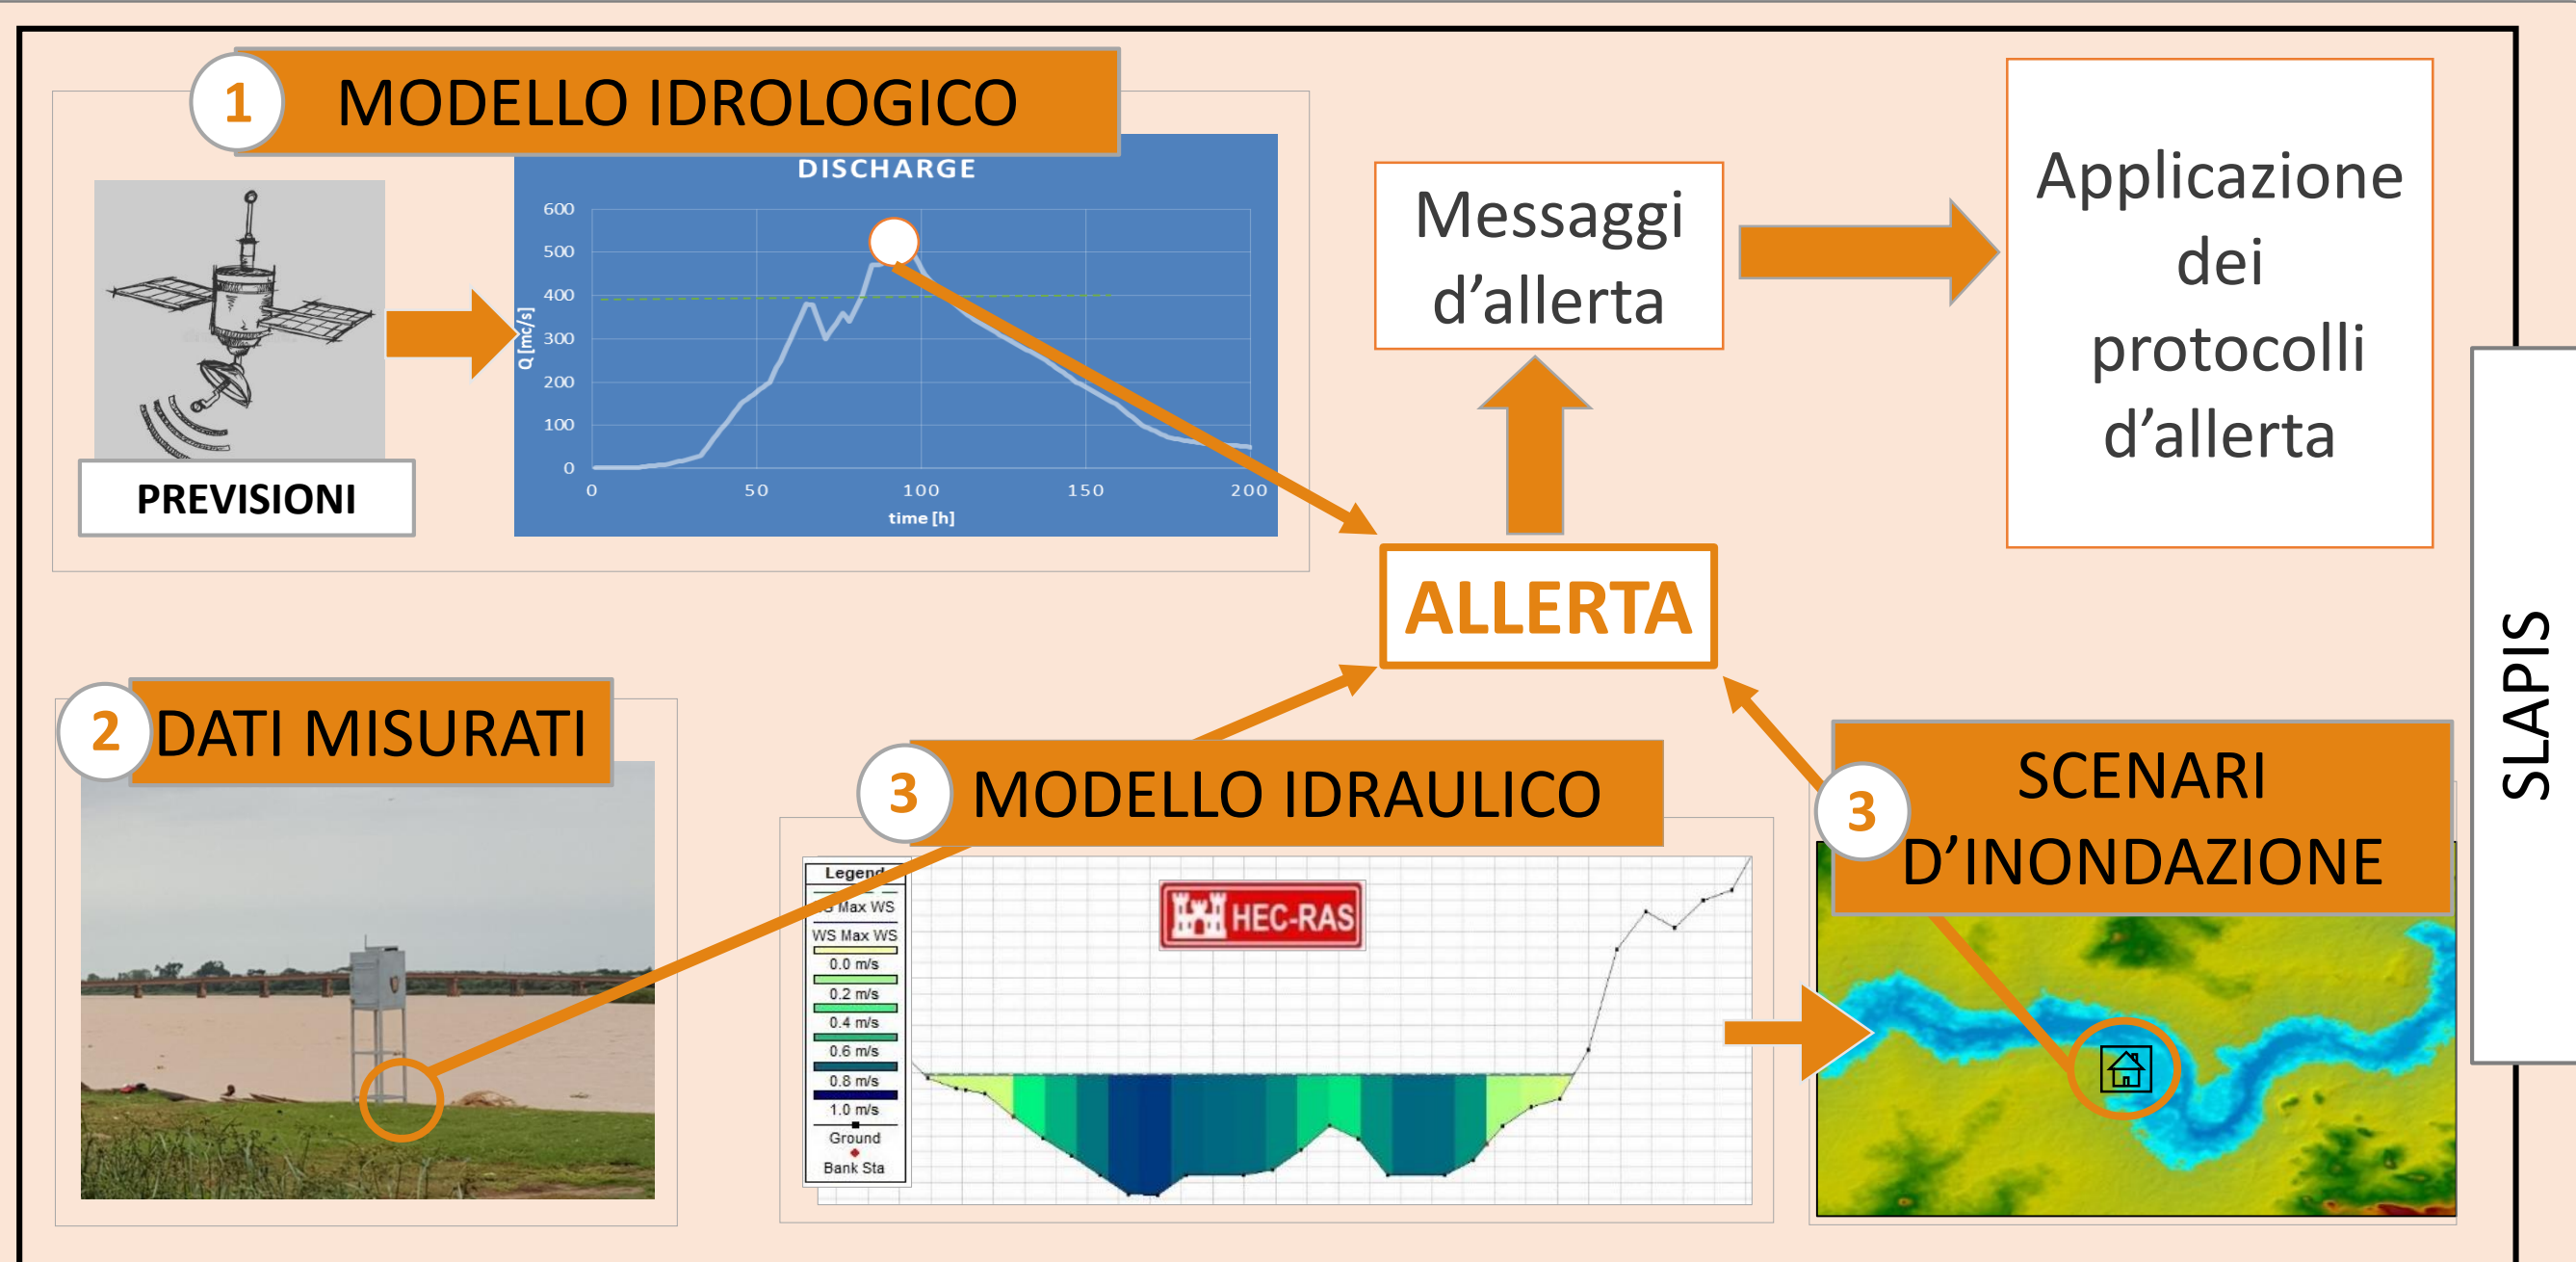 1
MODELLO IDROLOGICO
DISCHARGE
600
500
400
300
200
100
0
Q [mc/s]
0
50
100
150
200
time [h]
PREVISIONI
Messaggi
d’allerta
Applicazione
dei
protocolli
d’allerta
ALLERTA
SLAPIS
2
DATI MISURATI
3
MODELLO IDRAULICO
Legend
Max WS
WS Max WS
0.0 m/s
0.2 m/s
0.4 m/s
0.6 m/s
0.8 m/s
1.0 m/s
Ground
Bank Sta
HEC-RAS
3
SCENARI
D’INONDAZIONE